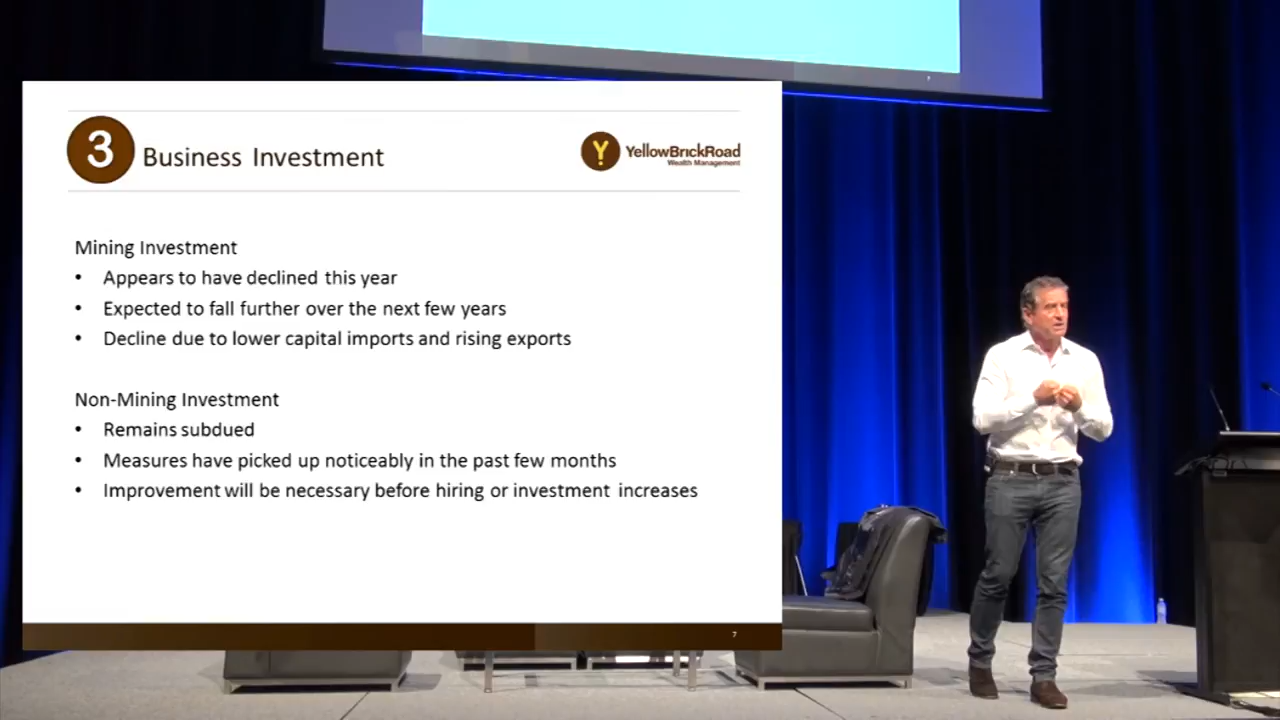 3 Business Investment
Y YellowBrickRoad
Wealth Management
Mining Investment
• Appears to have declined this year
• Expected to fall further over the next few years
• Decline due to lower capital imports and rising exports
Non-Mining Investment
• Remains subdued
• Measures have picked up noticeably in the past few months
• Improvement will be necessary before hiring or investment increases
7